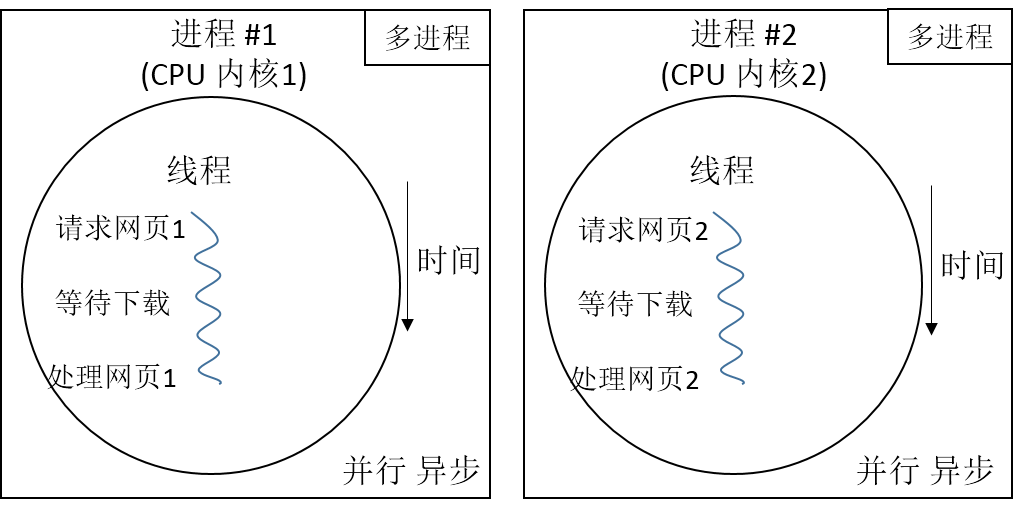 进程 #1
(CPU 内核1)
多进程
线程
请求网页1
等待下载
处理网页1
时间
并行 异步
进程 #2
(CPU 内核2)
多进程
线程
请求网页2
等待下载
处理网页2
时间
并行 异步